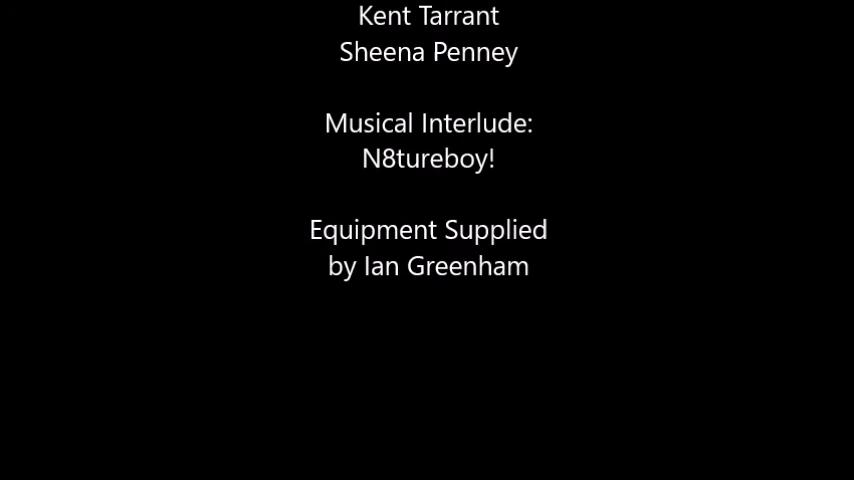 Kent Tarrant
Sheena Penney
Musical Interlude:
N8tureboy!
Equipment Supplied
by Ian Greenham